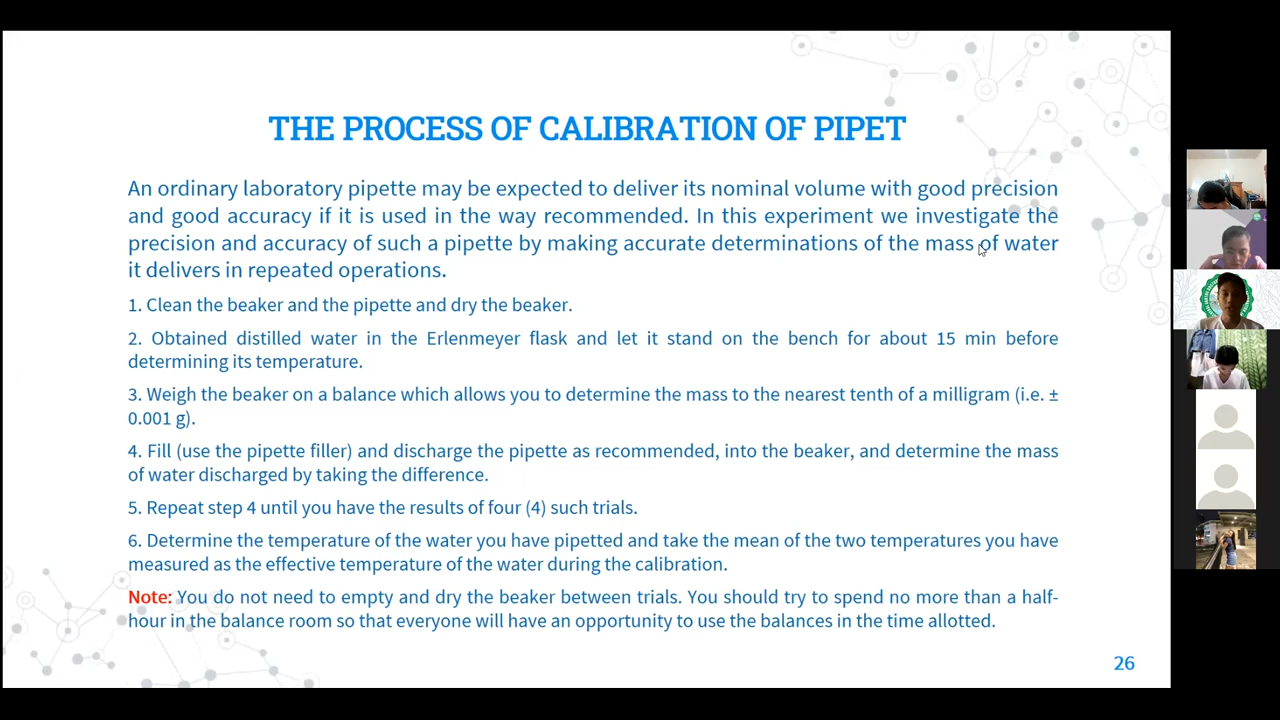 THE PROCESS OF CALIBRATION OF PIPET
An ordinary laboratory pipette may be expected to deliver its nominal volume with good precision
and good accuracy if it is used in the way recommended. In this experiment we investigate the
precision and accuracy of such a pipette by making accurate determinations of the mass of water
it delivers in repeated operations.
1. Clean the beaker and the pipette and dry the beaker.
2. Obtained distilled water in the Erlenmeyer flask and let it stand on the bench for about 15 min before
determining its temperature.
3. Weigh the beaker on a balance which allows you to determine the mass to the nearest tenth of a milligram (i.e. ±
0.001 g).
4. Fill (use the pipette filler) and discharge the pipette as recommended, into the beaker, and determine the mass
of water discharged by taking the difference.
5. Repeat step 4 until you have the results of four (4) such trials.
6. Determine the temperature of the water you have pipetted and take the mean of the two temperatures you have
measured as the effective temperature of the water during the calibration.
Note: You do not need to empty and dry the beaker between trials. You should try to spend no more than a half-
hour in the balance room so that everyone will have an opportunity to use the balances in the time allotted.
26